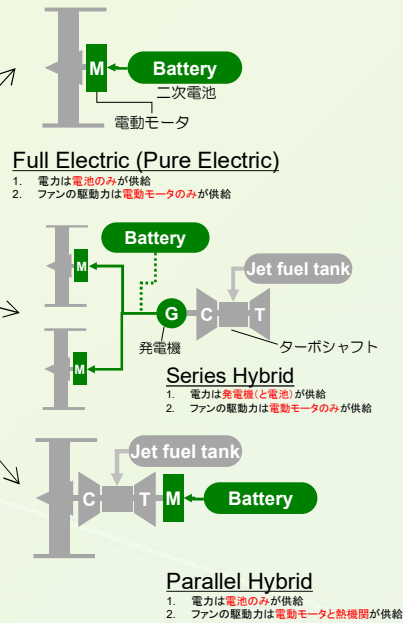 M
Battery
二次電池
電動モータ
Full Electric (Pure Electric)
1. 電力は電池のみが供給
2. ファンの駆動力は電動モータのみが供給
Battery
M
Jet fuel tank
G C T
M
発電機
ターボシャフト
Series Hybrid
1. 電力は発電機(と電池)が供給
2. ファンの駆動力は電動モータのみが供給
Jet fuel tank
C T M Battery
Parallel Hybrid
1. 電力は電池のみが供給
2. ファンの駆動力は電動モータと熱機関が供給